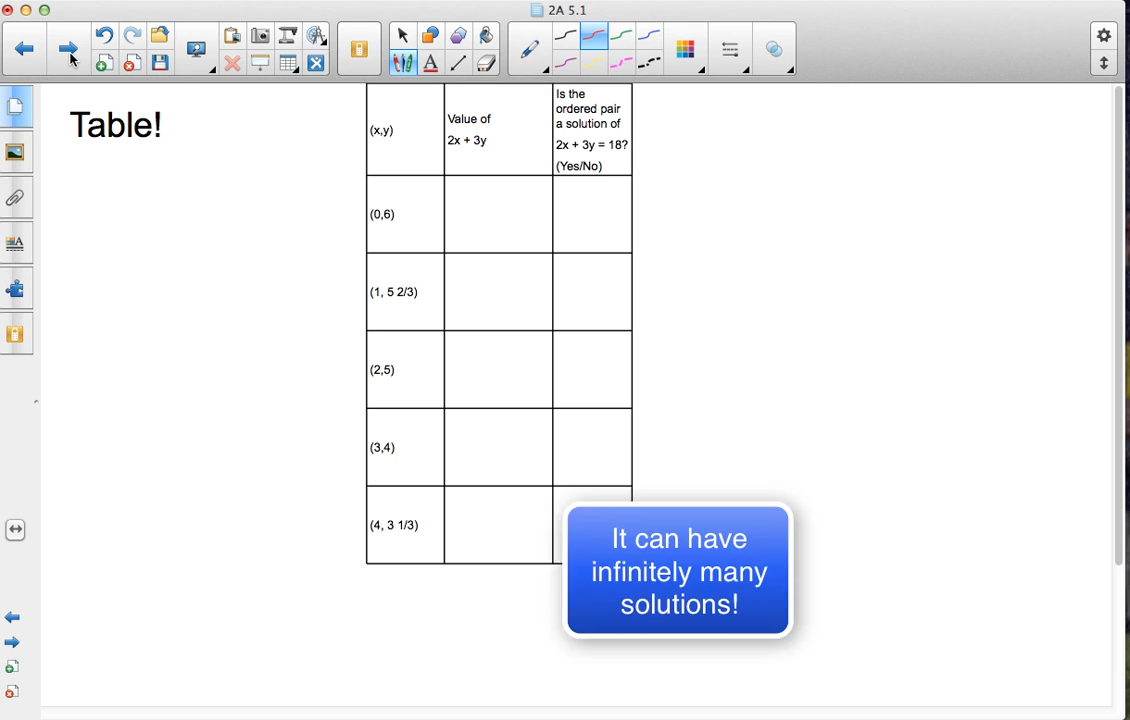 2A 5.1
Table!
(x,y)
Value of
2x + 3y
Is the
ordered pair
a solution of
2x + 3y = 18?
(Yes/No)
(0,6)
(1, 5 2/3)
(2,5)
(3,4)
(4, 3 1/3)
It can have
infinitely many
solutions!